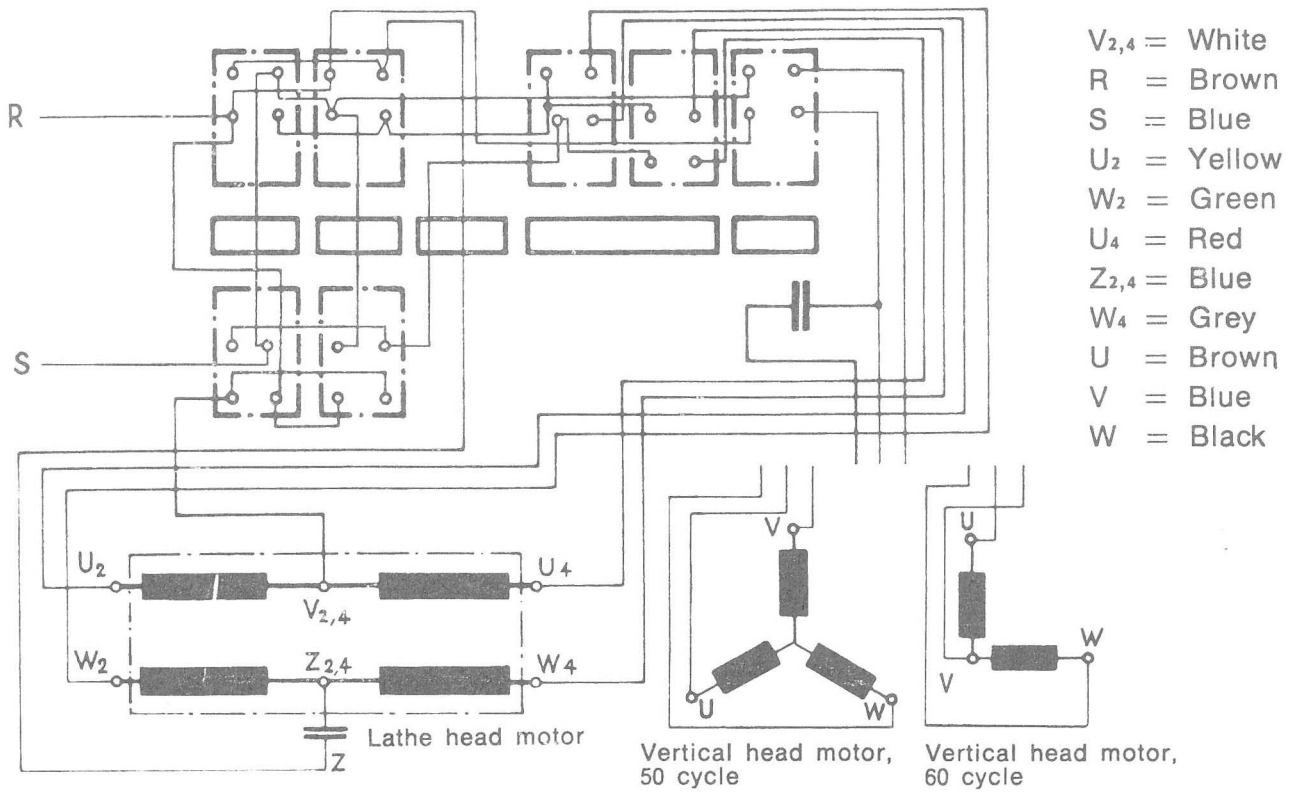 R
S
V2,4 = White
R = Brown
S = Blue
U2 = Yellow
W2 = Green
U4 = Red
Z2,4 = Blue
W4 = Grey
U = Brown
V = Blue
W = Black
U2
V2,4
U4
W2
Z2,4
W4
Z
Lathe head motor
V
U
W
Vertical head motor,
50 cycle
U
V
W
Vertical head motor,
60 cycle